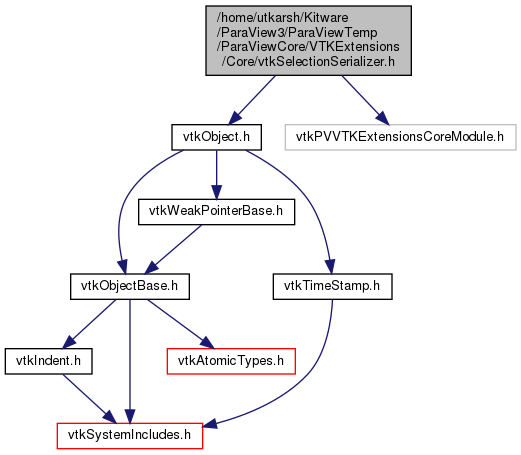 /home/utkarsh/Kitware
/ParaView3/ParaViewTemp
/ParaViewCore/VTKExtensions
/Core/vtkSelectionSerializer.h
vtkObject.h
vtkPVVTKExtensionsCoreModule.h
vtkWeakPointerBase.h
vtkObjectBase.h
vtkTimeStamp.h
vtkIndent.h
vtkAtomicTypes.h
vtkSystemIncludes.h